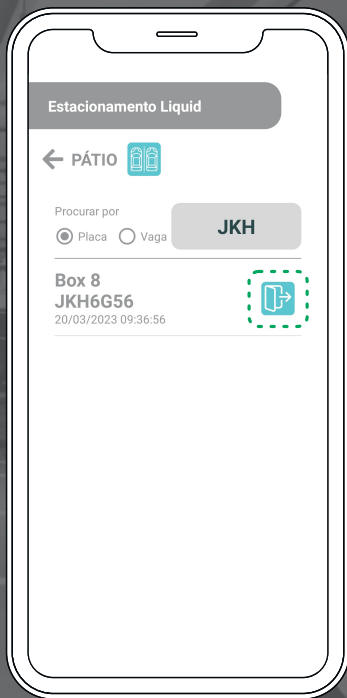 Estacionamento Liquid
PÁTIO
Procurar por
Placa Vaga
JKH
Box 8
JKH6G56
20/03/2023 09:36:56